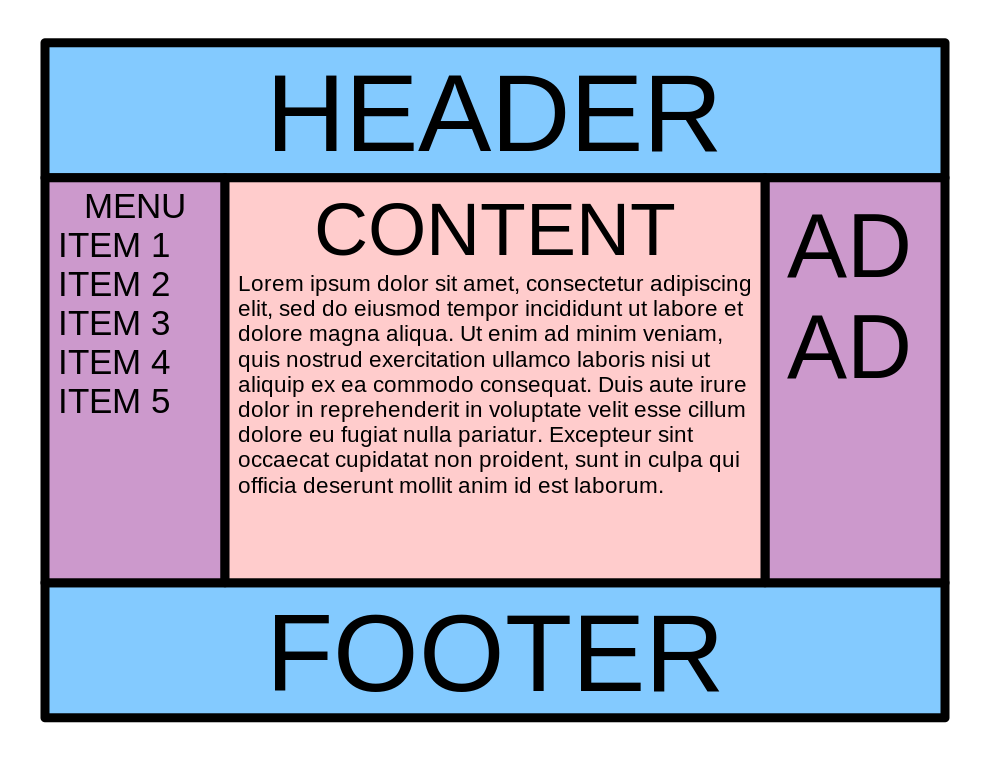 HEADER
MENU
ITEM 1
ITEM 2
ITEM 3
ITEM 4
ITEM 5
CONTENT
Lorem ipsum dolor sit amet, consectetur adipiscing
elit, sed do eiusmod tempor incididunt ut labore et
dolore magna aliqua. Ut enim ad minim veniam,
quis nostrud exercitation ullamco laboris nisi ut
aliquip ex ea commodo consequat. Duis aute irure
dolor in reprehenderit in voluptate velit esse cillum
dolore eu fugiat nulla pariatur. Excepteur sint
occaecat cupidatat non proident, sunt in culpa qui
officia deserunt mollit anim id est laborum.
AD
AD
FOOTER